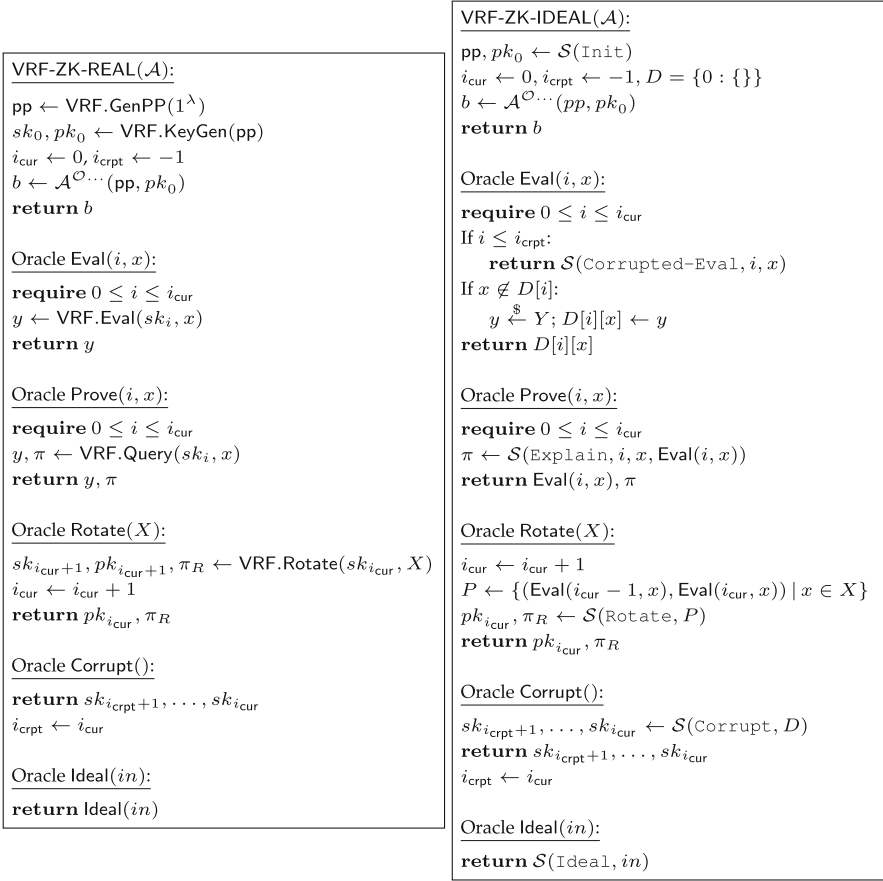 VRF-ZK-REAL(𝒜):
pp ← VRF.GenPP(1^λ)
sk_0, pk_0 ← VRF.KeyGen(pp)
i_cur ← 0, i_crpt ← −1
b ← 𝒜^{𝒪⋯}(pp, pk_0)
return b
Oracle Eval(i, x):
require 0 ≤ i ≤ i_cur
y ← VRF.Eval(sk_i, x)
return y
Oracle Prove(i, x):
require 0 ≤ i ≤ i_cur
y, π ← VRF.Query(sk_i, x)
return y, π
Oracle Rotate(X):
sk_{i_cur+1}, pk_{i_cur+1}, π_R ← VRF.Rotate(sk_{i_cur}, X)
i_cur ← i_cur + 1
return pk_{i_cur}, π_R
Oracle Corrupt():
return sk_{i_crpt+1}, . . . , sk_{i_cur}
i_crpt ← i_cur
Oracle Ideal(in):
return Ideal(in)
VRF-ZK-IDEAL(𝒜):
pp, pk_0 ← 𝒮(Init)
i_cur ← 0, i_crpt ← −1, D = {0 : {}}
b ← 𝒜^{𝒪⋯}(pp, pk_0)
return b
Oracle Eval(i, x):
require 0 ≤ i ≤ i_cur
If i ≤ i_crpt:
return 𝒮(Corrupted-Eval, i, x)
If x ∉ D[i]:
y ←$ Y; D[i][x] ← y
return D[i][x]
Oracle Prove(i, x):
require 0 ≤ i ≤ i_cur
π ← 𝒮(Explain, i, x, Eval(i, x))
return Eval(i, x), π
Oracle Rotate(X):
i_cur ← i_cur + 1
P ← {(Eval(i_cur − 1, x), Eval(i_cur, x)) | x ∈ X}
pk_{i_cur}, π_R ← 𝒮(Rotate, P)
return pk_{i_cur}, π_R
Oracle Corrupt():
sk_{i_crpt+1}, . . . , sk_{i_cur} ← 𝒮(Corrupt, D)
return sk_{i_crpt+1}, . . . , sk_{i_cur}
i_crpt ← i_cur
Oracle Ideal(in):
return 𝒮(Ideal, in)